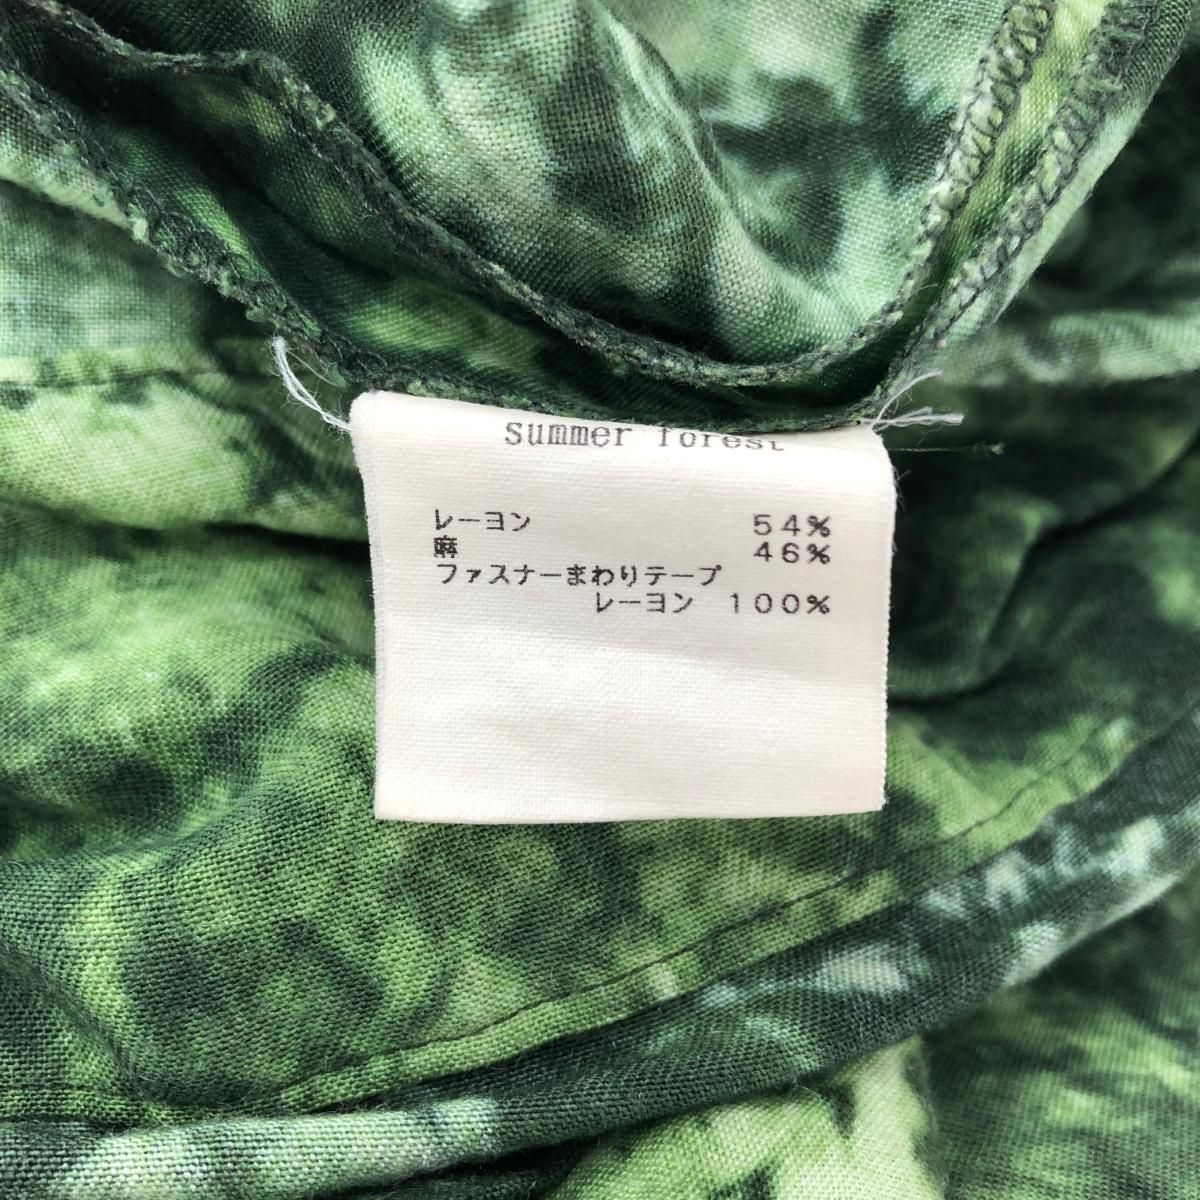 summer forest
レーヨン 54%
麻 46%
ファスナーまわりテープ
レーヨン 100%